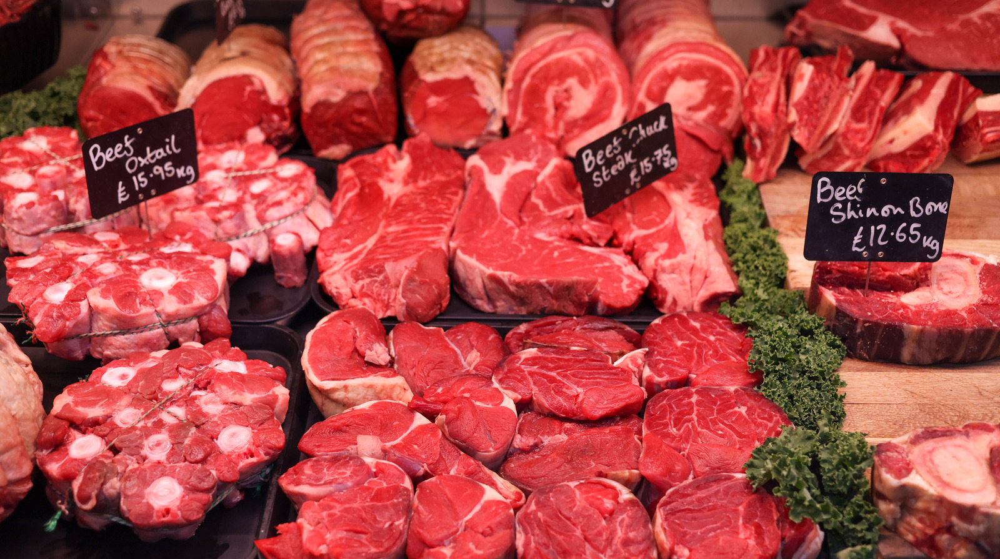 Beef
Oxtail
£15.95kg
Beef Chuck
Steak
£15.75
kg
Beef
Shin on Bone
£12.65kg